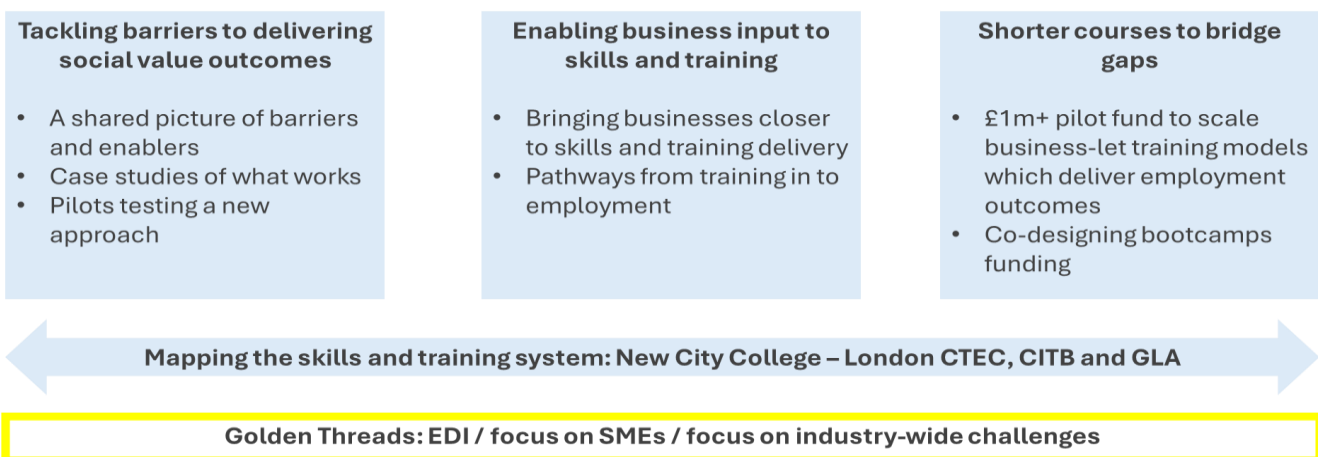 Tackling barriers to delivering
social value outcomes
• A shared picture of barriers
and enablers
• Case studies of what works
• Pilots testing a new
approach
Enabling business input to
skills and training
• Bringing businesses closer
to skills and training delivery
• Pathways from training in to
employment
Shorter courses to bridge
gaps
• £1m+ pilot fund to scale
business-let training models
which deliver employment
outcomes
• Co-designing bootcamps
funding
Mapping the skills and training system: New City College – London CTEC, CITB and GLA
Golden Threads: EDI / focus on SMEs / focus on industry-wide challenges